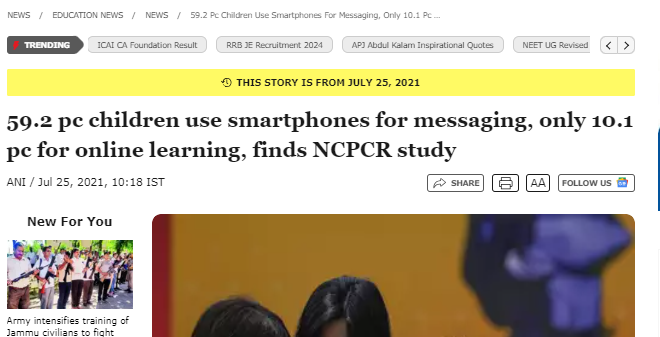 NEWS / EDUCATION NEWS / NEWS / 59.2 Pc Children Use Smartphones For Messaging, Only 10.1 Pc ...
TRENDING ICAI CA Foundation Result RRB JE Recruitment 2024 APJ Abdul Kalam Inspirational Quotes NEET UG Revised
THIS STORY IS FROM JULY 25, 2021
59.2 pc children use smartphones for messaging, only 10.1
pc for online learning, finds NCPCR study
ANI / Jul 25, 2021, 10:18 IST SHARE AA FOLLOW US
New For You
Army intensifies training of
Jammu civilians to fight